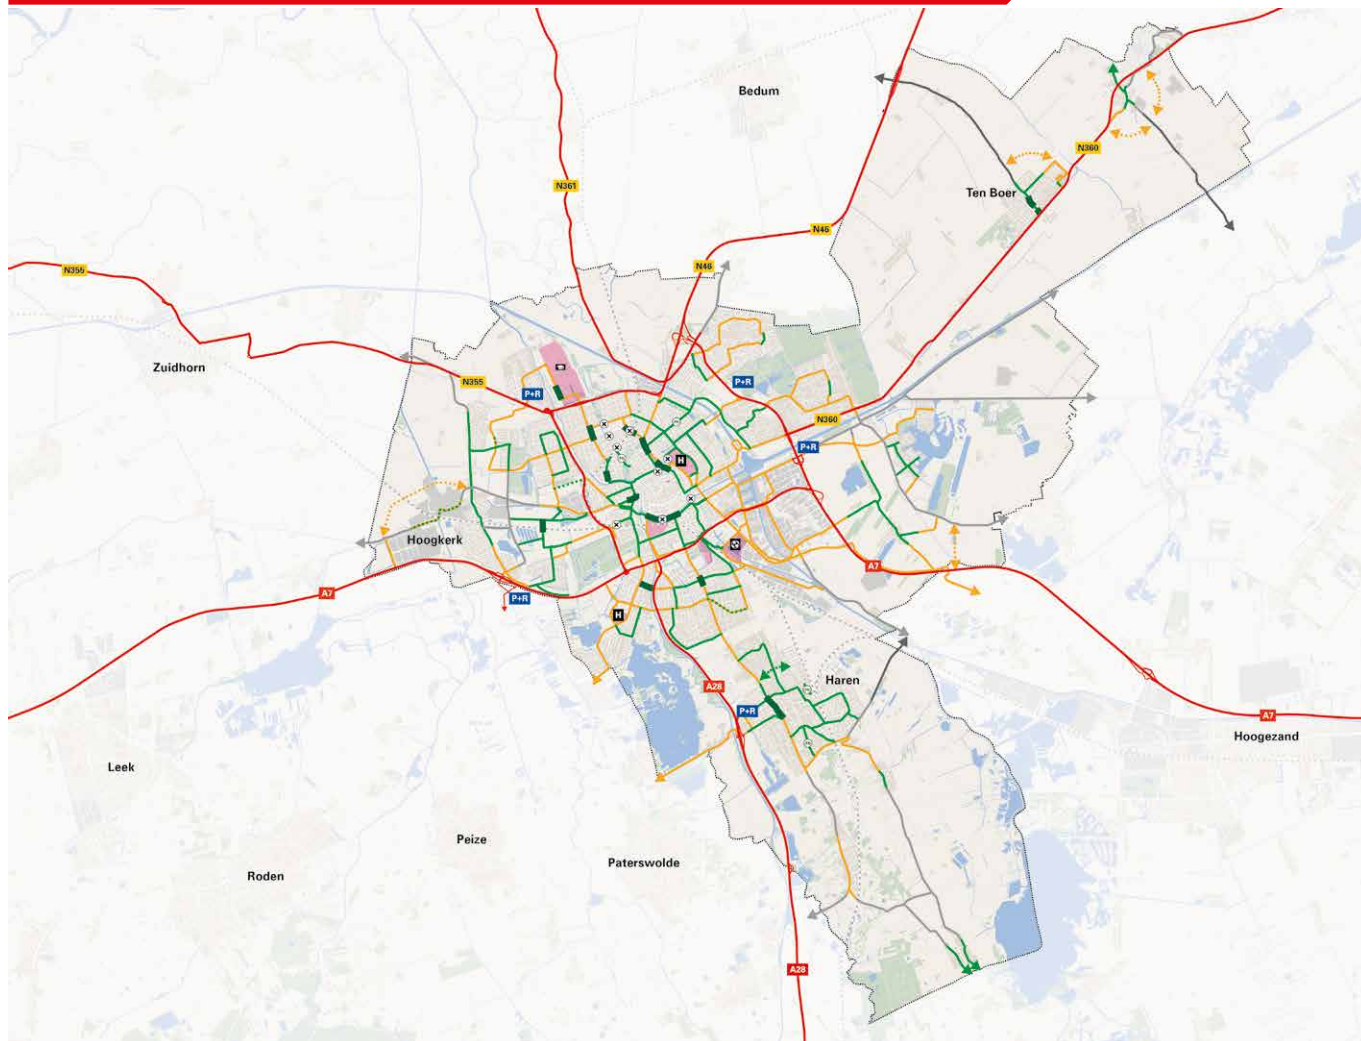 Bedum
N360
N361
Ten Boer
N46
N46
N355
Zuidhorn
N355
P+R
P+R
N360
P+R
H
Hoogkerk
A7
A7
P+R
H
Haren
A28
P+R
A7
Hoogezand
Leek
Peize
Paterswolde
Roden
A28